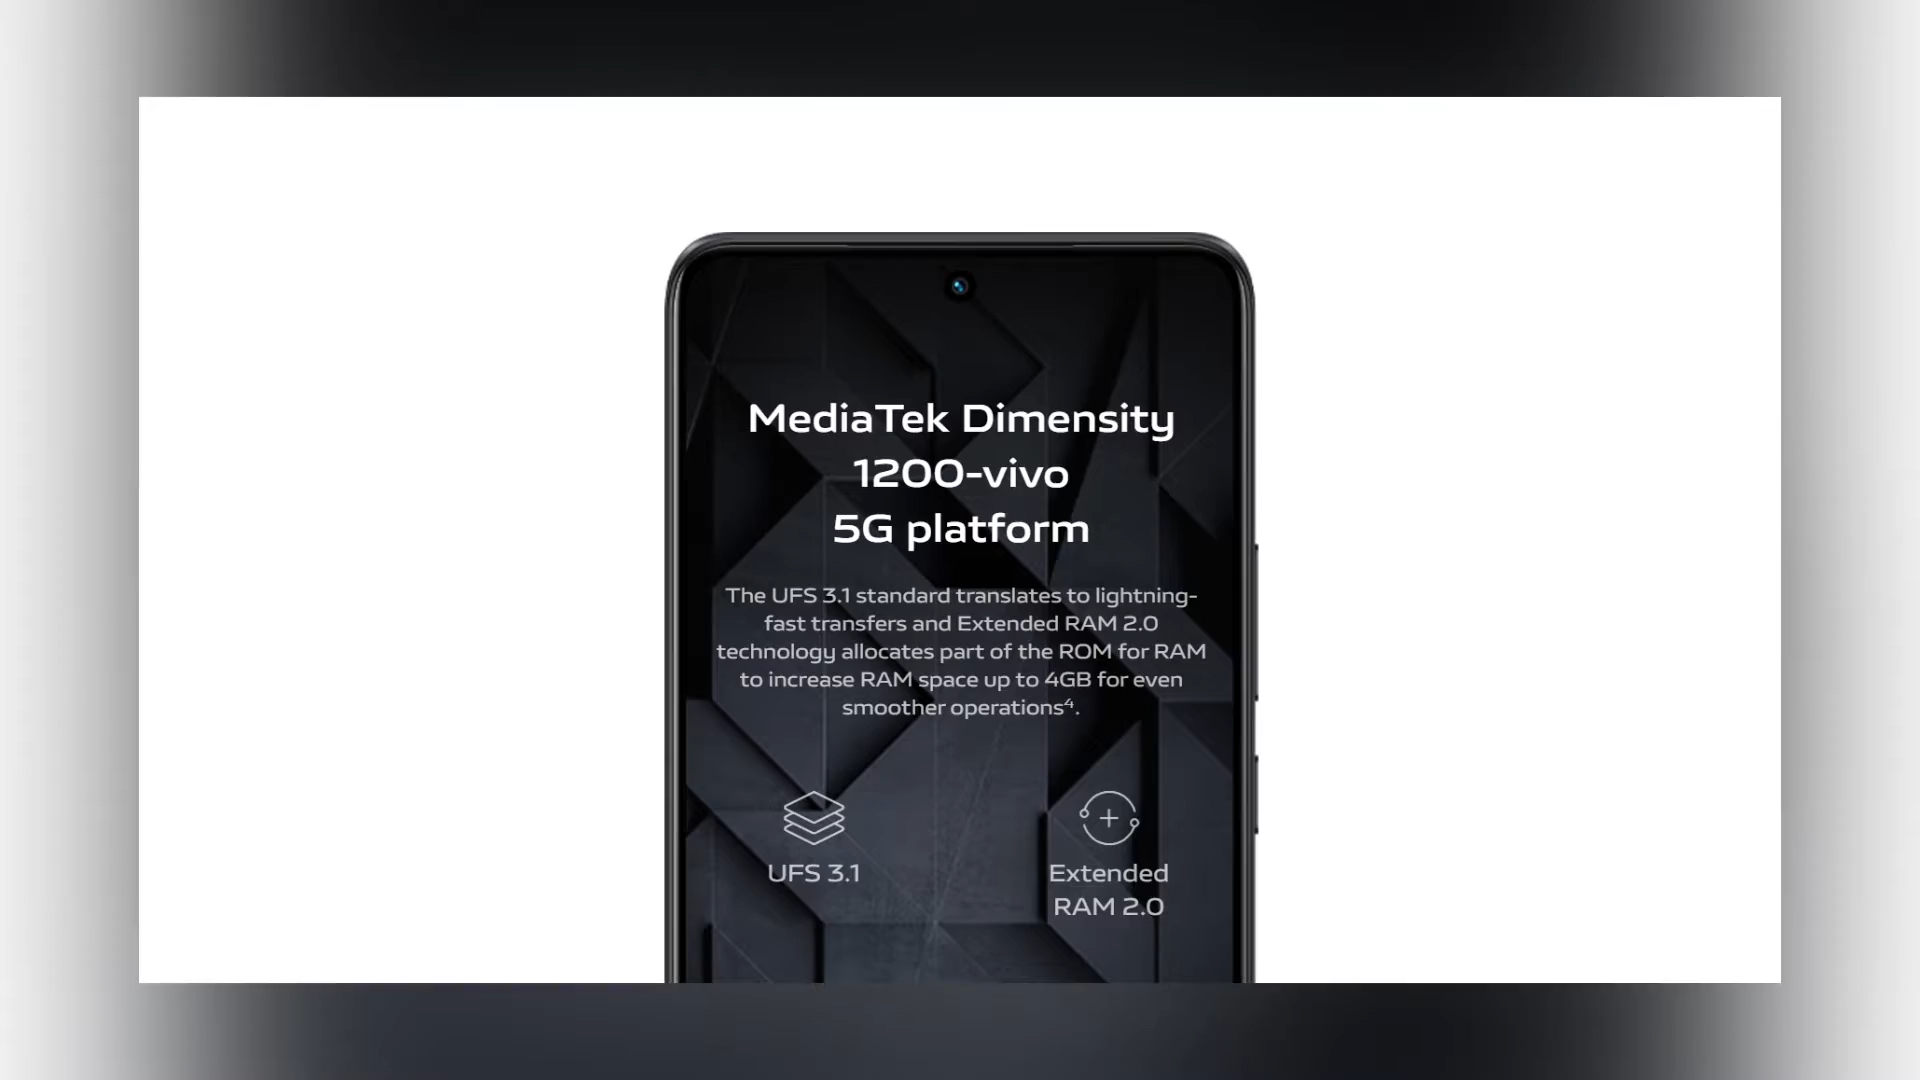 MediaTek Dimensity
1200-vivo
5G platform
The UFS 3.1 standard translates to lightning-
fast transfers and Extended RAM 2.0
technology allocates part of the ROM for RAM
to increase RAM space up to 4GB for even
smoother operations⁴.
UFS 3.1
Extended
RAM 2.0